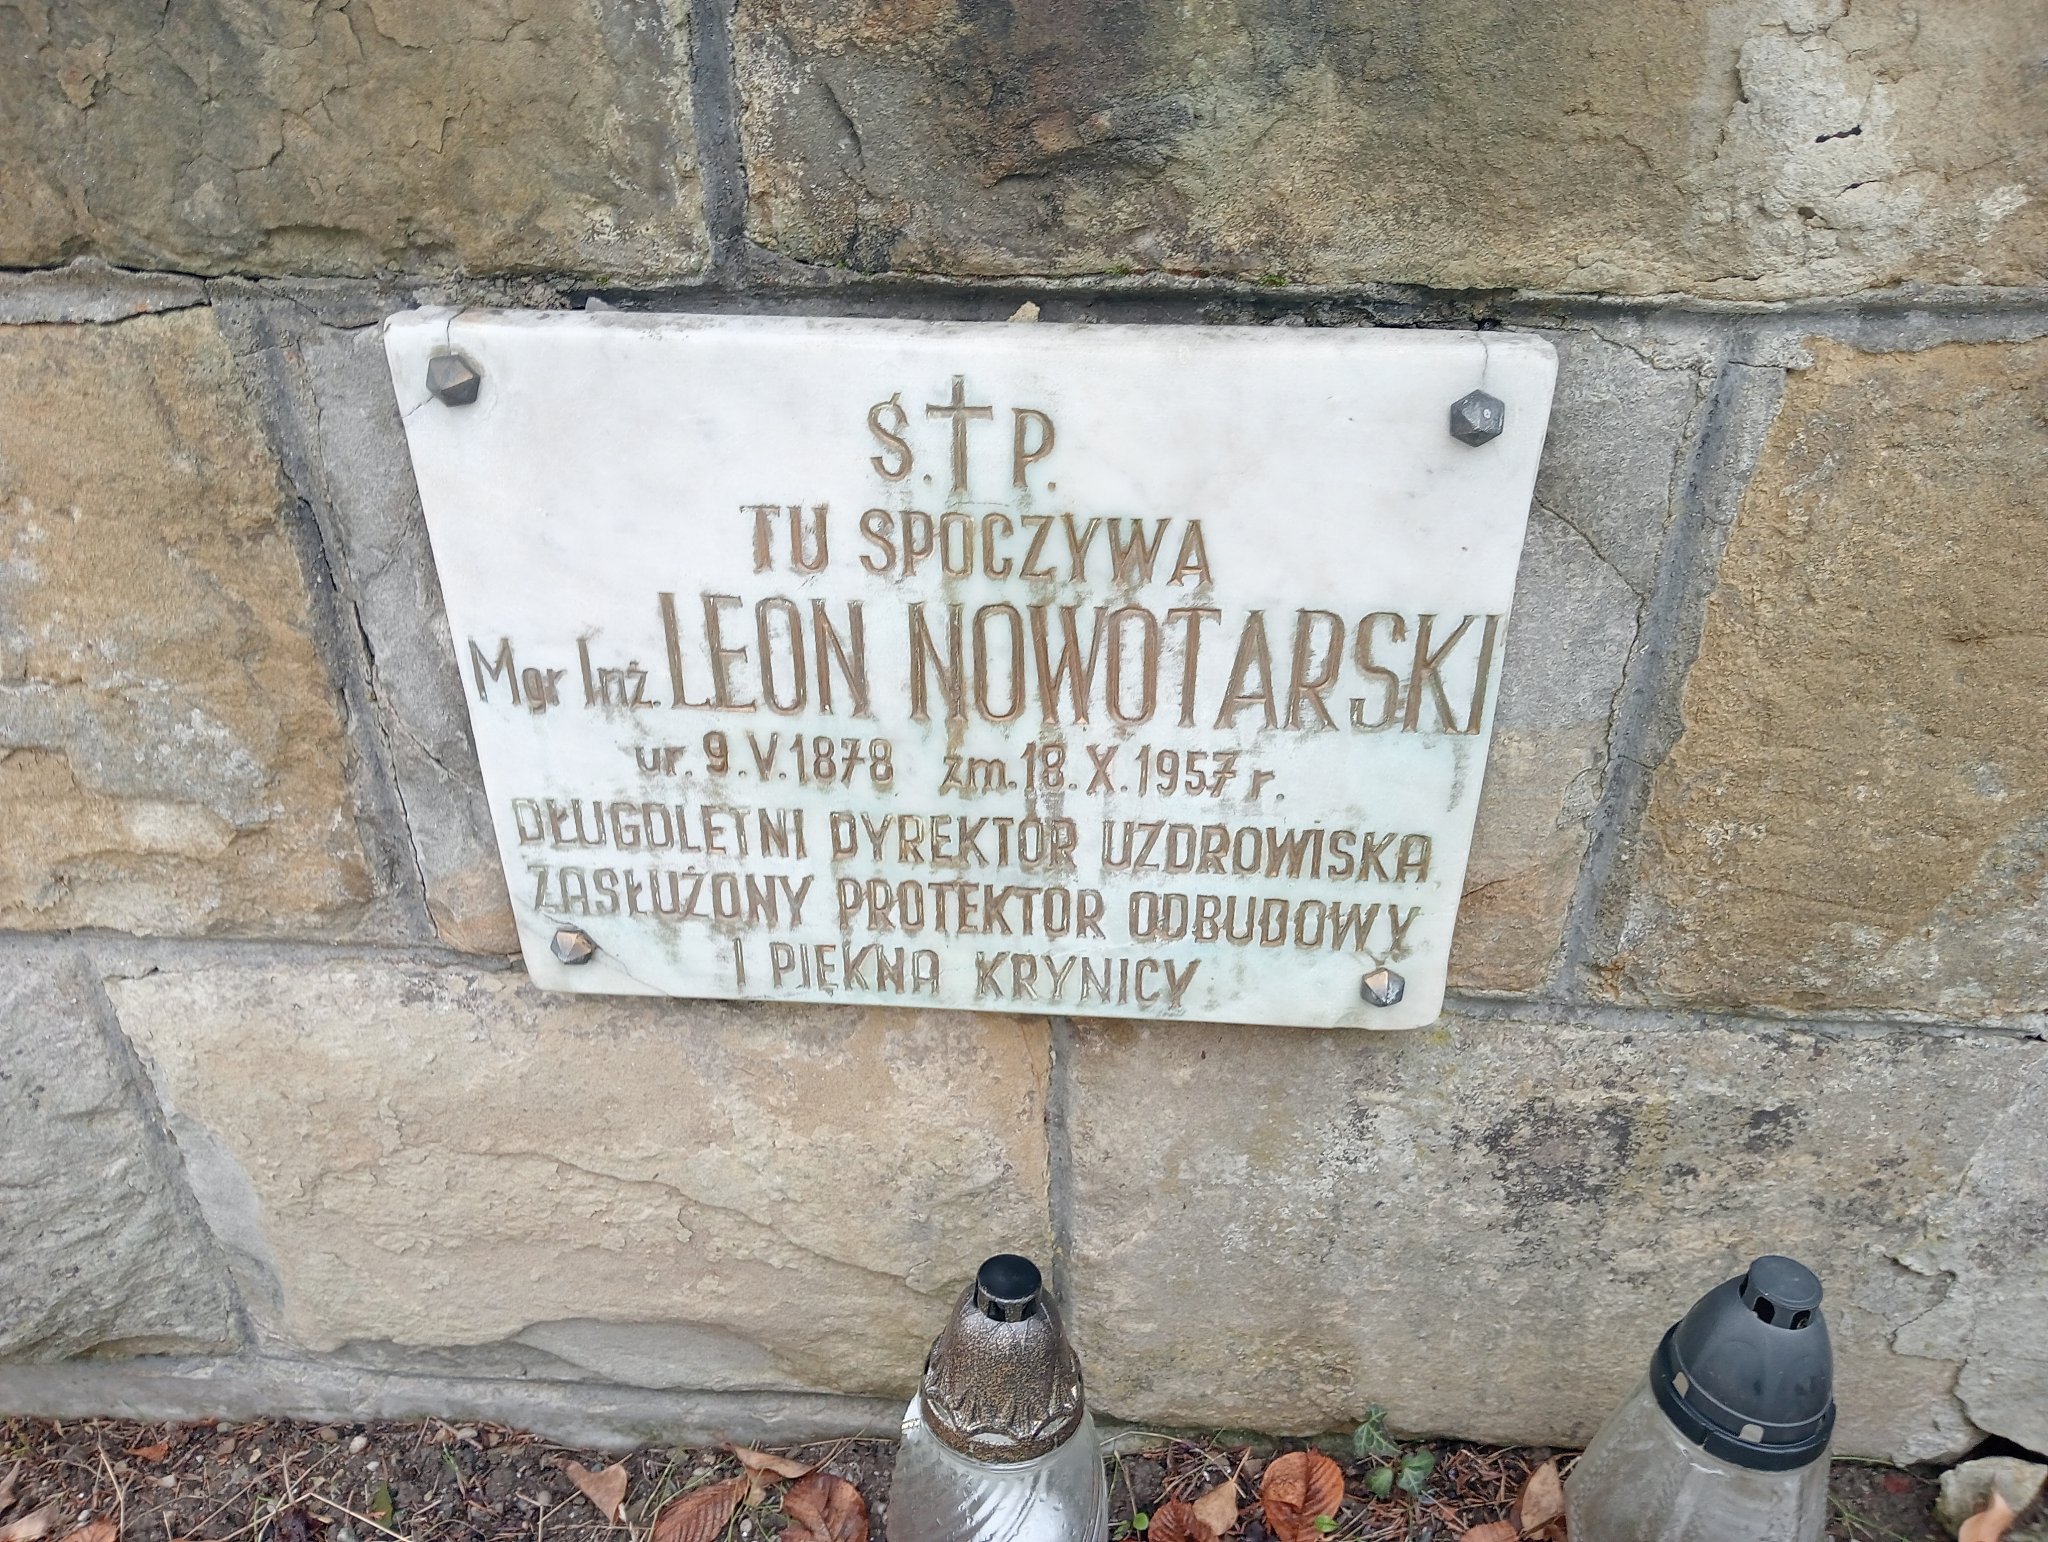 Ś.†P.
TU SPOCZYWA
Mgr Inż. LEON NOWOTARSKI
ur. 9.V.1878 zm. 18.X.1957 r.
DŁUGOLETNI DYREKTOR UZDROWISKA
ZASŁUŻONY PROTEKTOR ODBUDOWY
I PIĘKNA KRYNICY